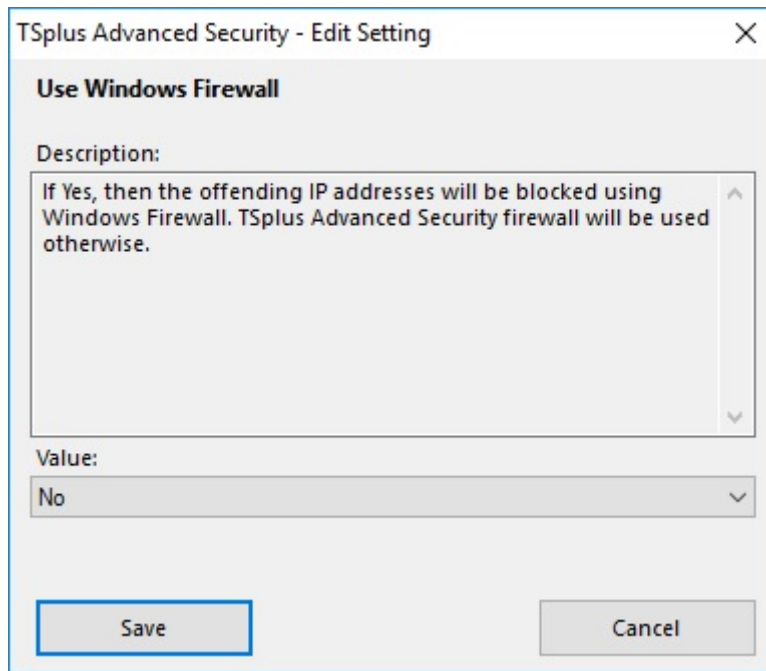 TSplus Advanced Security - Edit Setting
Use Windows Firewall
Description:
If Yes, then the offending IP addresses will be blocked using
Windows Firewall. TSplus Advanced Security firewall will be used
otherwise.
Value:
No
Save
Cancel